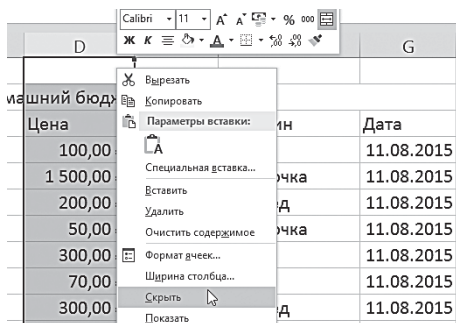 Calibri 11 A A % 000
Ж К А ,00 ,00
D G
Вырезать
машний бюдж Копировать
Цена Параметры вставки: ин Дата
100,00 А 11.08.2015
1 500,00 Специальная вставка... очка 11.08.2015
200,00 Вставить ед 11.08.2015
Удалить
50,00 Очистить содержимое очка 11.08.2015
300,00 Формат ячеек... 11.08.2015
70,00 Ширина столбца... 11.08.2015
300,00 Скрыть ед 11.08.2015
Показать